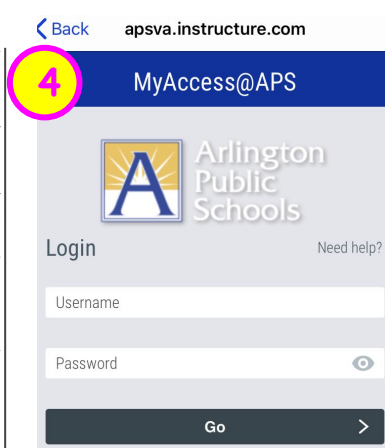 Back apsva.instructure.com
4 MyAccess@APS
A Arlington
Public
Schools
Login Need help?
Username
Password
Go